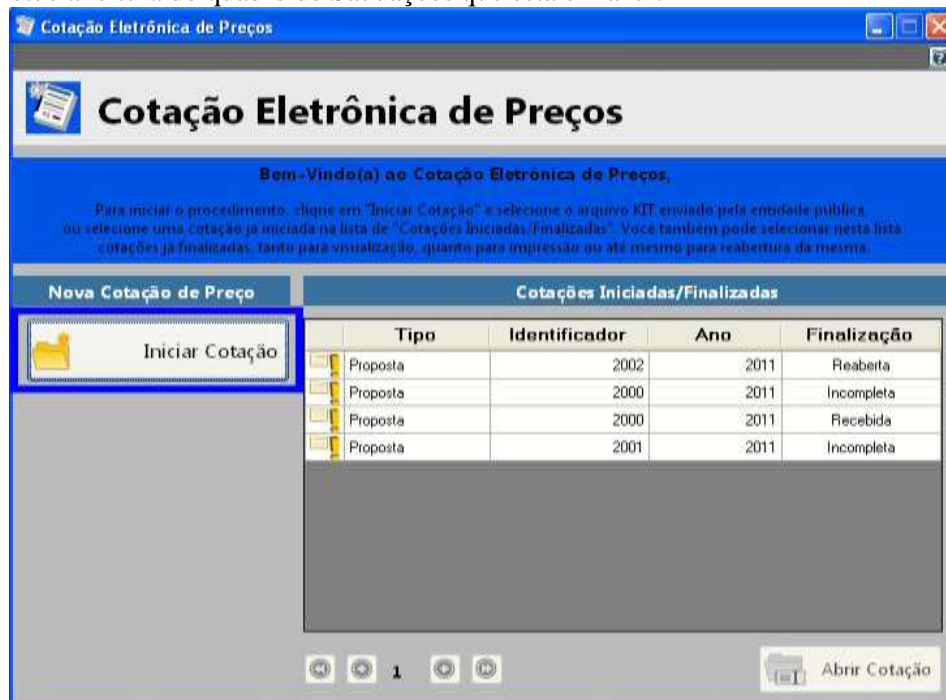 Cotação Eletrônica de Preços
Cotação Eletrônica de Preços
Bem-Vindo(a) ao Cotação Eletrônica de Preços,
Para iniciar o procedimento, clique em "Iniciar Cotação" e selecione o arquivo KIT enviado pela entidade pública,
ou selecione uma cotação já iniciada na lista de "Cotações Iniciadas/Finalizadas". Você também pode selecionar nesta lista
cotações já finalizadas, tanto para visualização, quanto para impressão ou até mesmo para reabertura da mesma.
Nova Cotação de Preço
Cotações Iniciadas/Finalizadas
Iniciar Cotação
Tipo Identificador Ano Finalização
Proposta 2002 2011 Reaberta
Proposta 2000 2011 Incompleta
Proposta 2000 2011 Recebida
Proposta 2001 2011 Incompleta
1
Abrir Cotação